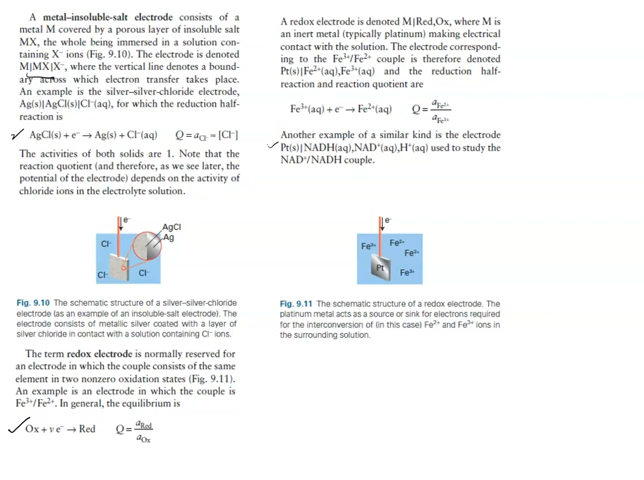 A metal–insoluble-salt electrode consists of a
metal M covered by a porous layer of insoluble salt
MX, the whole being immersed in a solution con-
taining X⁻ ions (Fig. 9.10). The electrode is denoted
M|MX|X⁻, where the vertical line denotes a bound-
ary across which electron transfer takes place.
An example is the silver–silver-chloride electrode,
Ag(s)|AgCl(s)|Cl⁻(aq), for which the reduction half-
reaction is
AgCl(s) + e⁻ → Ag(s) + Cl⁻(aq) Q = a_Cl⁻ ≈ [Cl⁻]
The activities of both solids are 1. Note that the
reaction quotient (and therefore, as we see later, the
potential of the electrode) depends on the activity of
chloride ions in the electrolyte solution.
e⁻
AgCl
Ag
Cl⁻
Cl⁻
Cl⁻
Fig. 9.10 The schematic structure of a silver–silver-chloride
electrode (as an example of an insoluble-salt electrode). The
electrode consists of metallic silver coated with a layer of
silver chloride in contact with a solution containing Cl⁻ ions.
The term redox electrode is normally reserved for
an electrode in which the couple consists of the same
element in two nonzero oxidation states (Fig. 9.11).
An example is an electrode in which the couple is
Fe³⁺/Fe²⁺. In general, the equilibrium is
Ox + ν e⁻ → Red Q = a_Red / a_Ox
A redox electrode is denoted M|Red,Ox, where M is
an inert metal (typically platinum) making electrical
contact with the solution. The electrode correspond-
ing to the Fe³⁺/Fe²⁺ couple is therefore denoted
Pt(s)|Fe²⁺(aq),Fe³⁺(aq) and the reduction half-
reaction and reaction quotient are
Fe³⁺(aq) + e⁻ → Fe²⁺(aq) Q = a_Fe²⁺ / a_Fe³⁺
Another example of a similar kind is the electrode
Pt(s)|NADH(aq),NAD⁺(aq),H⁺(aq) used to study the
NAD⁺/NADH couple.
e⁻
Fe³⁺
Fe²⁺
Fe²⁺
Pt
Fe³⁺
Fig. 9.11 The schematic structure of a redox electrode. The
platinum metal acts as a source or sink for electrons required
for the interconversion of (in this case) Fe²⁺ and Fe³⁺ ions in
the surrounding solution.